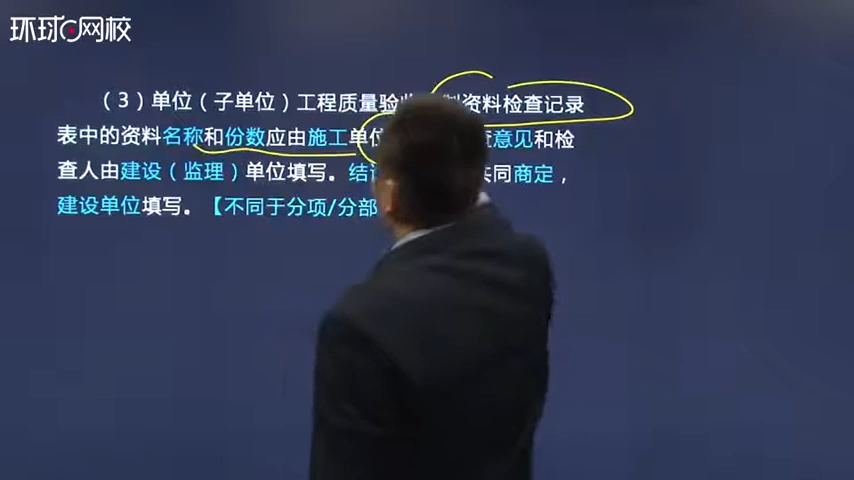 环球网校
（3）单位（子单位）工程质量验 制资料检查记录
表中的资料名称和份数应由施工单位 意见和检
查人由建设（监理）单位填写。结 共同商定，
建设单位填写。【不同于分项/分部